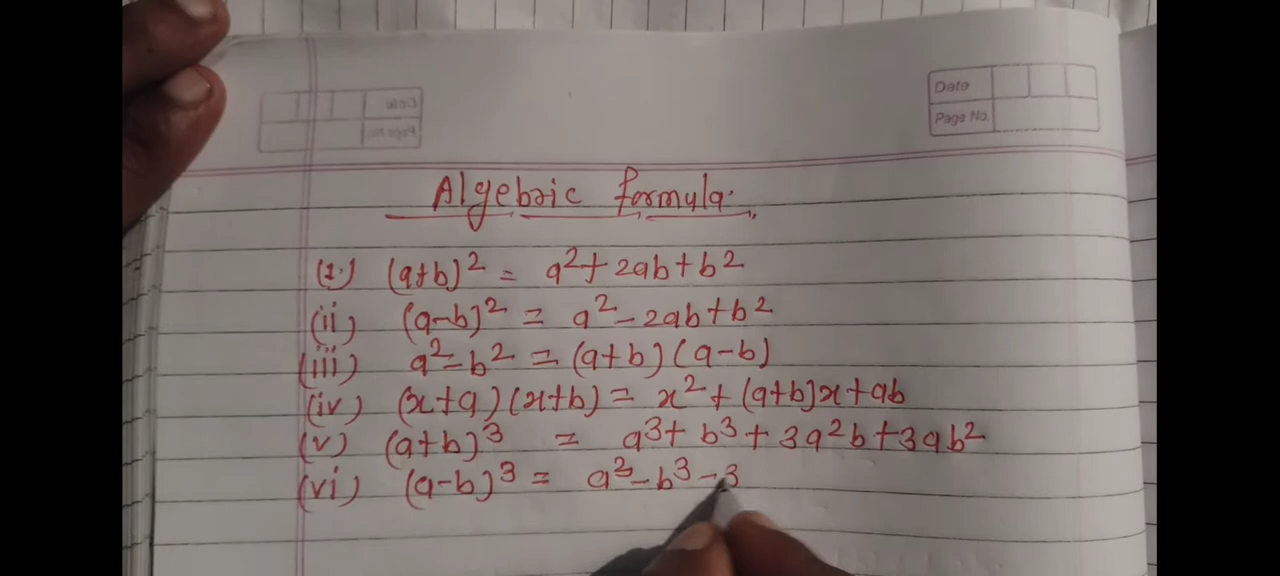 Date
Page No.
Algebric formula.
(i.) (a+b)² = a²+2ab+b²
(ii) (a-b)² = a²-2ab+b²
(iii) a²-b² = (a+b)(a-b)
(iv) (x+a)(x+b) = x²+(a+b)x+ab
(v) (a+b)³ = a³+b³+3a²b+3ab²
(vi) (a-b)³ = a³-b³-3